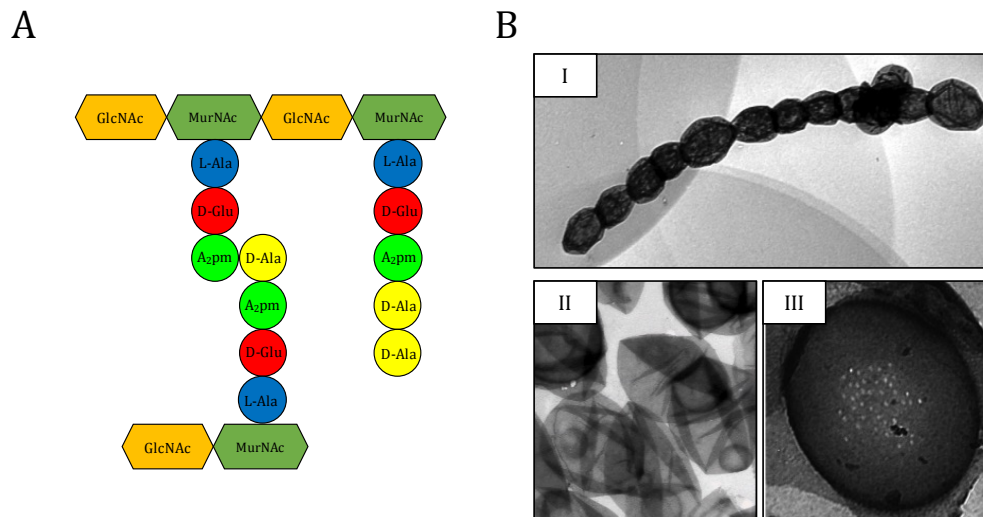 A
B
GlcNAc MurNAc GlcNAc MurNAc
L-Ala L-Ala
D-Glu D-Glu
A₂pm D-Ala A₂pm
A₂pm D-Ala
D-Glu D-Ala
L-Ala
GlcNAc MurNAc
I
II III